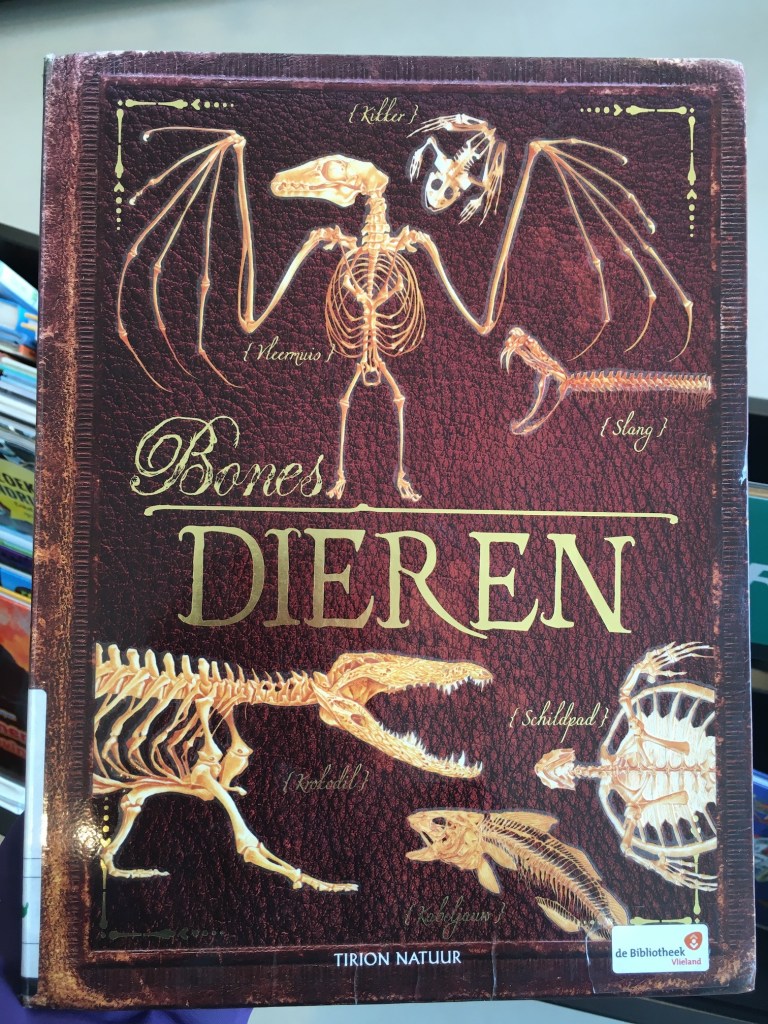 { Kikker }
{ Vleermuis }
{ Slang }
Bones
DIEREN
{ Schildpad }
{ Krokodil }
{ Kabeljauw }
de Bibliotheek
Vlieland
TIRION NATUUR